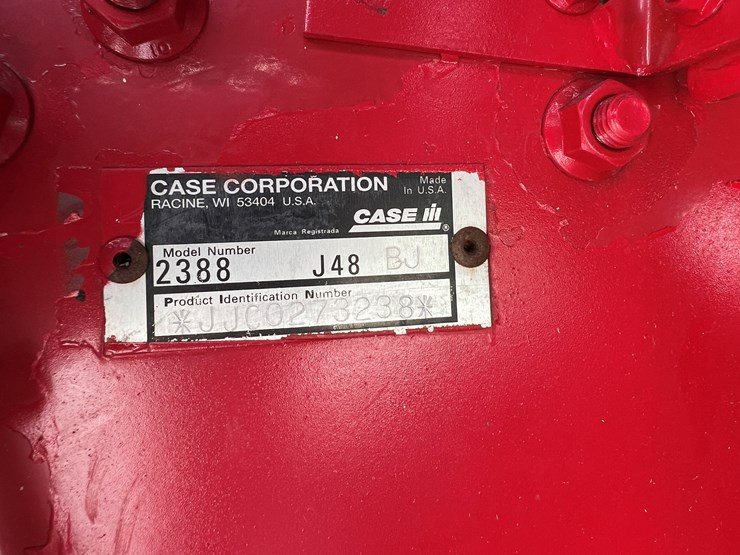 CASE CORPORATION
Made
In U.S.A.
RACINE, WI 53404 U.S.A.
CASE III
®
Marca Registrada
Model Number
2388 J48 BJ
Product Identification Number
*JJC0273238*